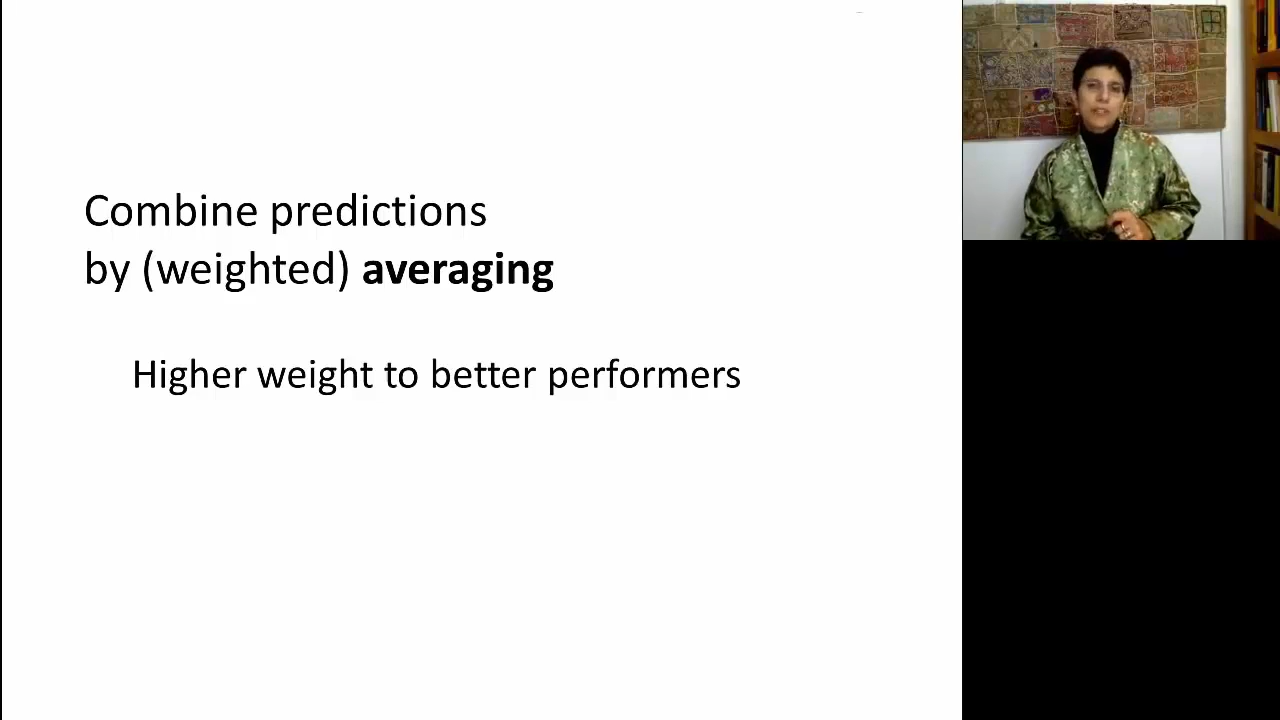 Combine predictions
by (weighted) averaging
Higher weight to better performers